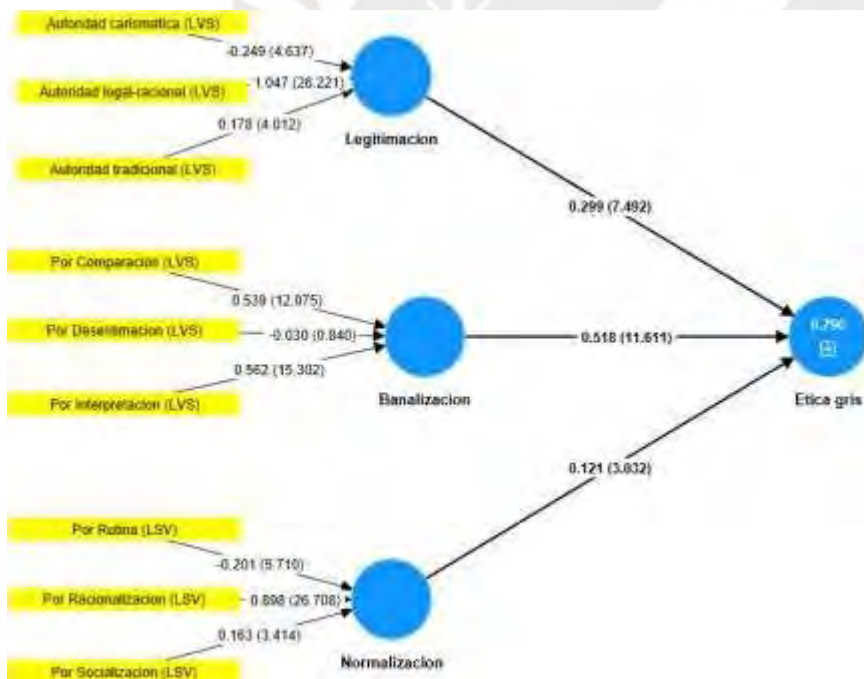 Autoridad carismatica (LVS)
-0.249 (4.637)
Autoridad legal-racional (LVS)
1.047 (26.221)
0.178 (4.012)
Autoridad tradicional (LVS)
Legitimacion
0.299 (7.492)
Por Comparacion (LVS)
0.539 (12.075)
Por Desestimacion (LVS)
-0.030 (0.840)
0.518 (11.611)
0.562 (15.302)
Por Interpretacion (LVS)
Banalizacion
Etica gris
0.121 (3.032)
Por Rutina (LSV)
-0.201 (5.710)
Por Racionalizacion (LSV)
0.898 (26.708)
0.163 (3.414)
Por Socializacion (LSV)
Normalizacion